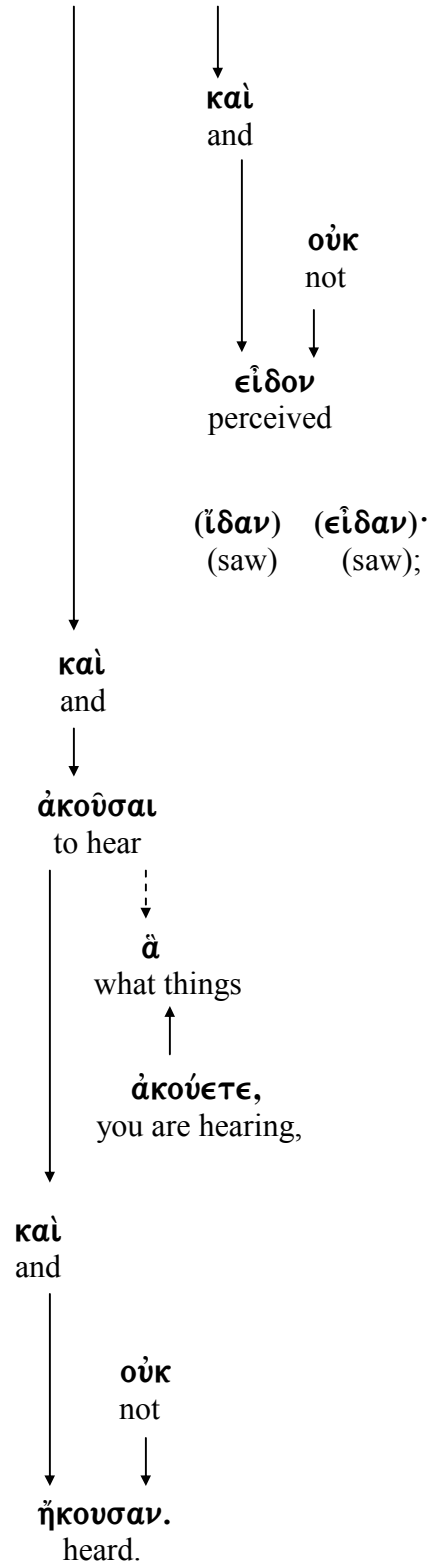 καὶ
and
οὐκ
not
εἶδον
perceived
(ἴδαν) (εἶδαν)·
(saw) (saw);
καὶ
and
ἀκοῦσαι
to hear
ἃ
what things
ἀκούετε,
you are hearing,
καὶ
and
οὐκ
not
ἤκουσαν.
heard.